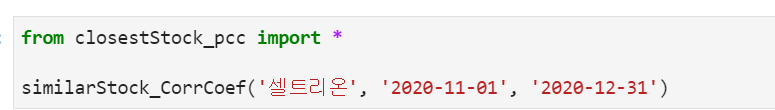 from closestStock_pcc import *
similarStock_CorrCoef('셀트리온', '2020-11-01', '2020-12-31')